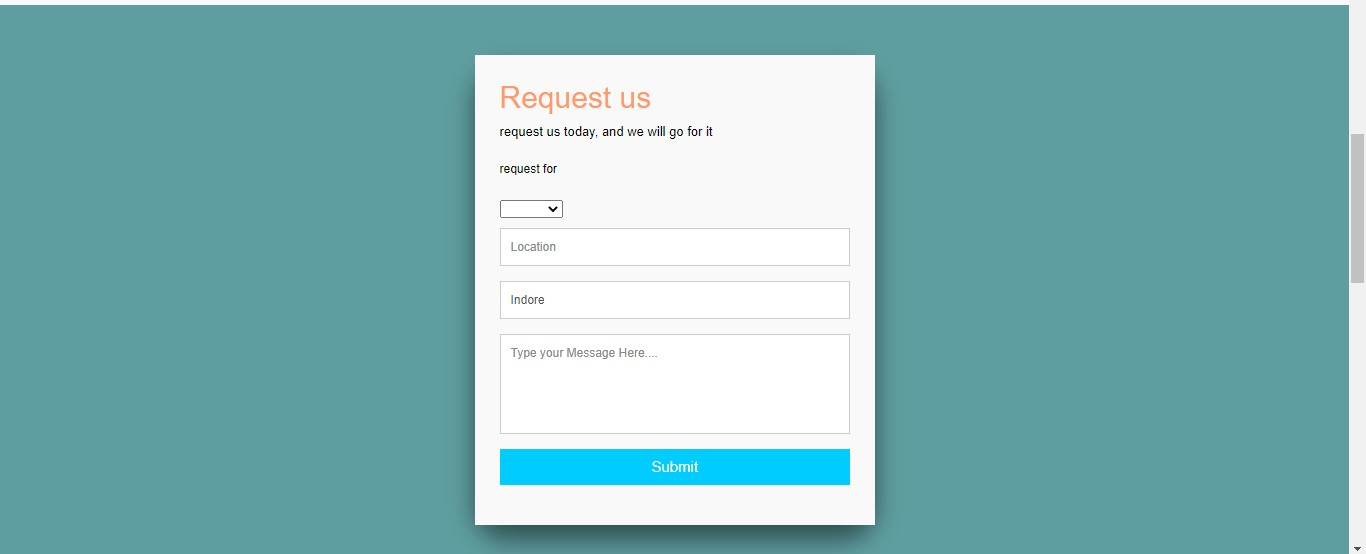 Request us
request us today, and we will go for it
request for
Location
Indore
Type your Message Here....
Submit